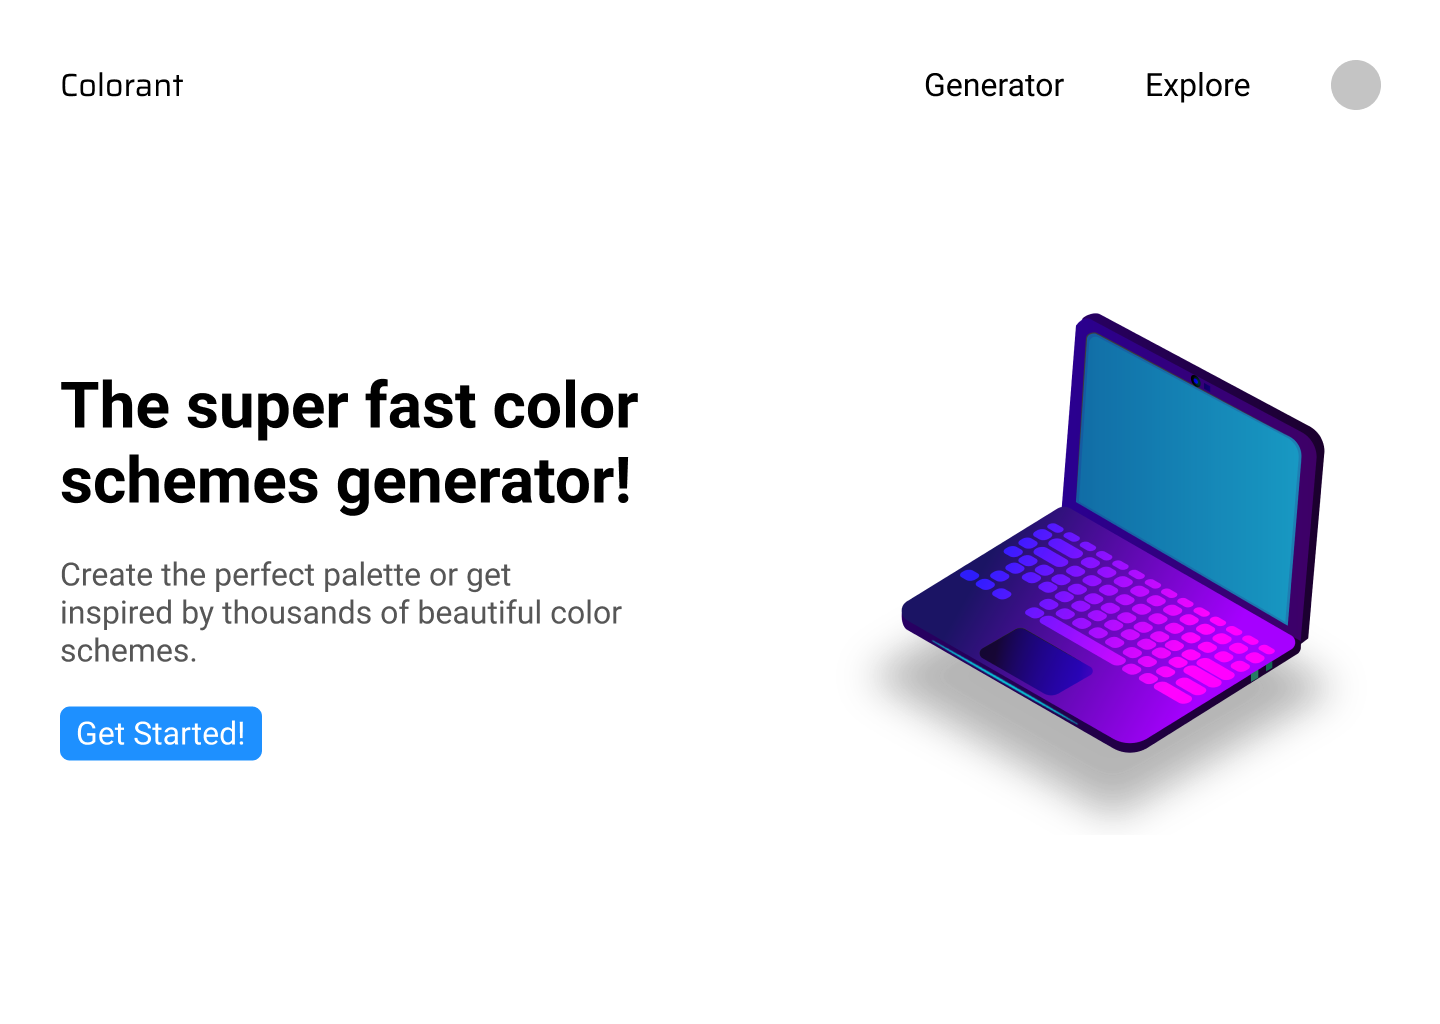 Colorant
Generator
Explore
The super fast color
schemes generator!
Create the perfect palette or get
inspired by thousands of beautiful color
schemes.
Get Started!